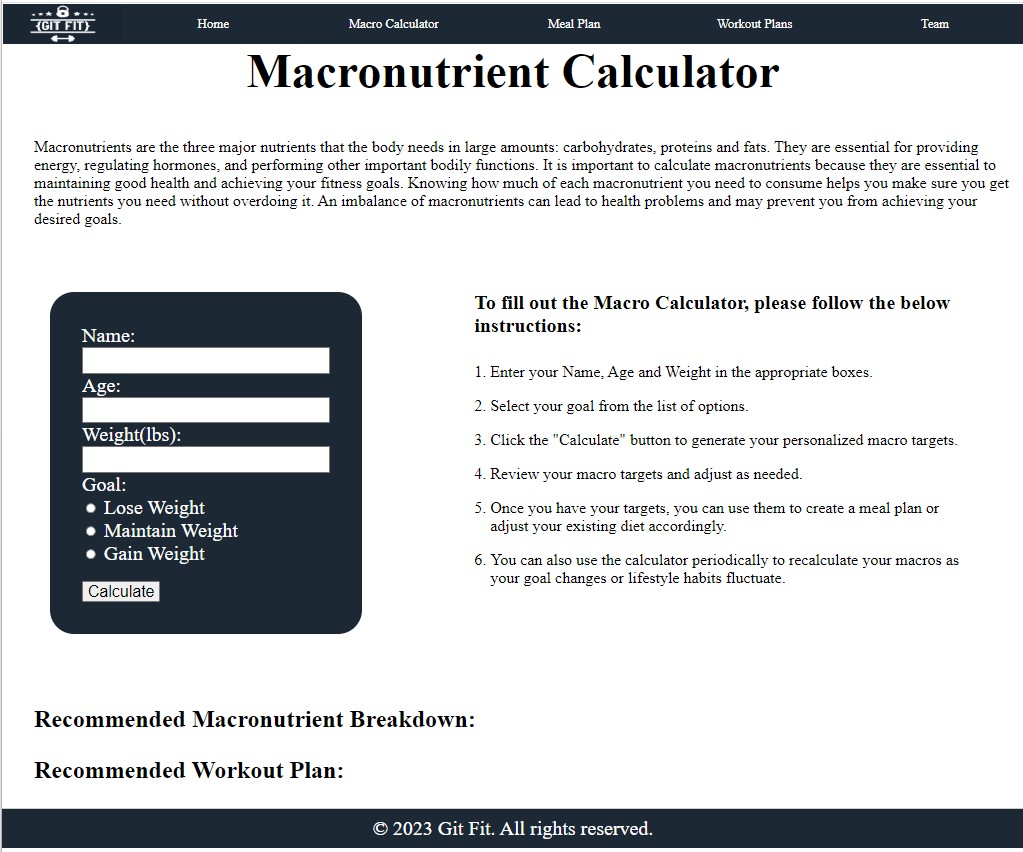 {GIT FIT}
Home
Macro Calculator
Meal Plan
Workout Plans
Team
Macronutrient Calculator
Macronutrients are the three major nutrients that the body needs in large amounts: carbohydrates, proteins and fats. They are essential for providing
energy, regulating hormones, and performing other important bodily functions. It is important to calculate macronutrients because they are essential to
maintaining good health and achieving your fitness goals. Knowing how much of each macronutrient you need to consume helps you make sure you get
the nutrients you need without overdoing it. An imbalance of macronutrients can lead to health problems and may prevent you from achieving your
desired goals.
Name:
Age:
Weight(lbs):
Goal:
Lose Weight
Maintain Weight
Gain Weight
Calculate
To fill out the Macro Calculator, please follow the below
instructions:
1. Enter your Name, Age and Weight in the appropriate boxes.
2. Select your goal from the list of options.
3. Click the "Calculate" button to generate your personalized macro targets.
4. Review your macro targets and adjust as needed.
5. Once you have your targets, you can use them to create a meal plan or
adjust your existing diet accordingly.
6. You can also use the calculator periodically to recalculate your macros as
your goal changes or lifestyle habits fluctuate.
Recommended Macronutrient Breakdown:
Recommended Workout Plan:
© 2023 Git Fit. All rights reserved.